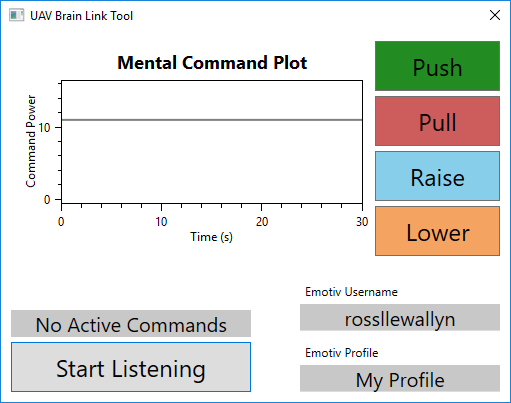 UAV Brain Link Tool
Mental Command Plot
Command Power
10
0
0
10
20
30
Time (s)
Push
Pull
Raise
Lower
No Active Commands
Start Listening
Emotiv Username
rossllewallyn
Emotiv Profile
My Profile